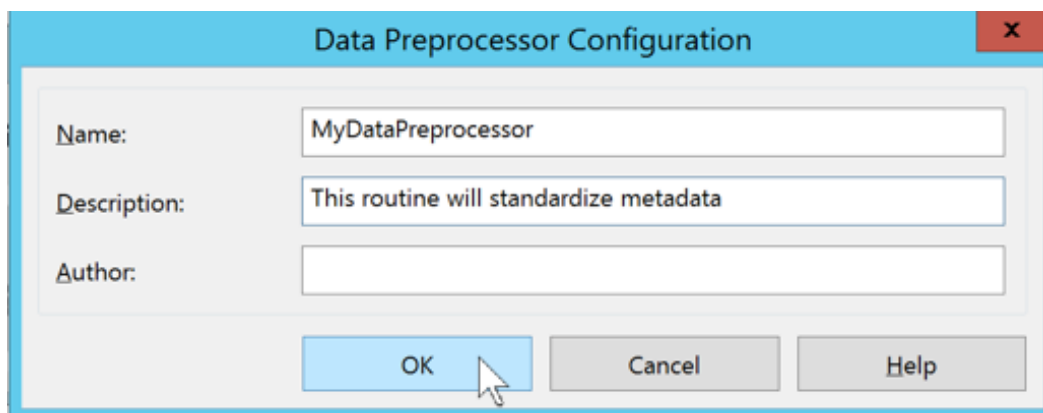 Data Preprocessor Configuration
x
Name: MyDataPreprocessor
Description: This routine will standardize metadata
Author:
OK Cancel Help